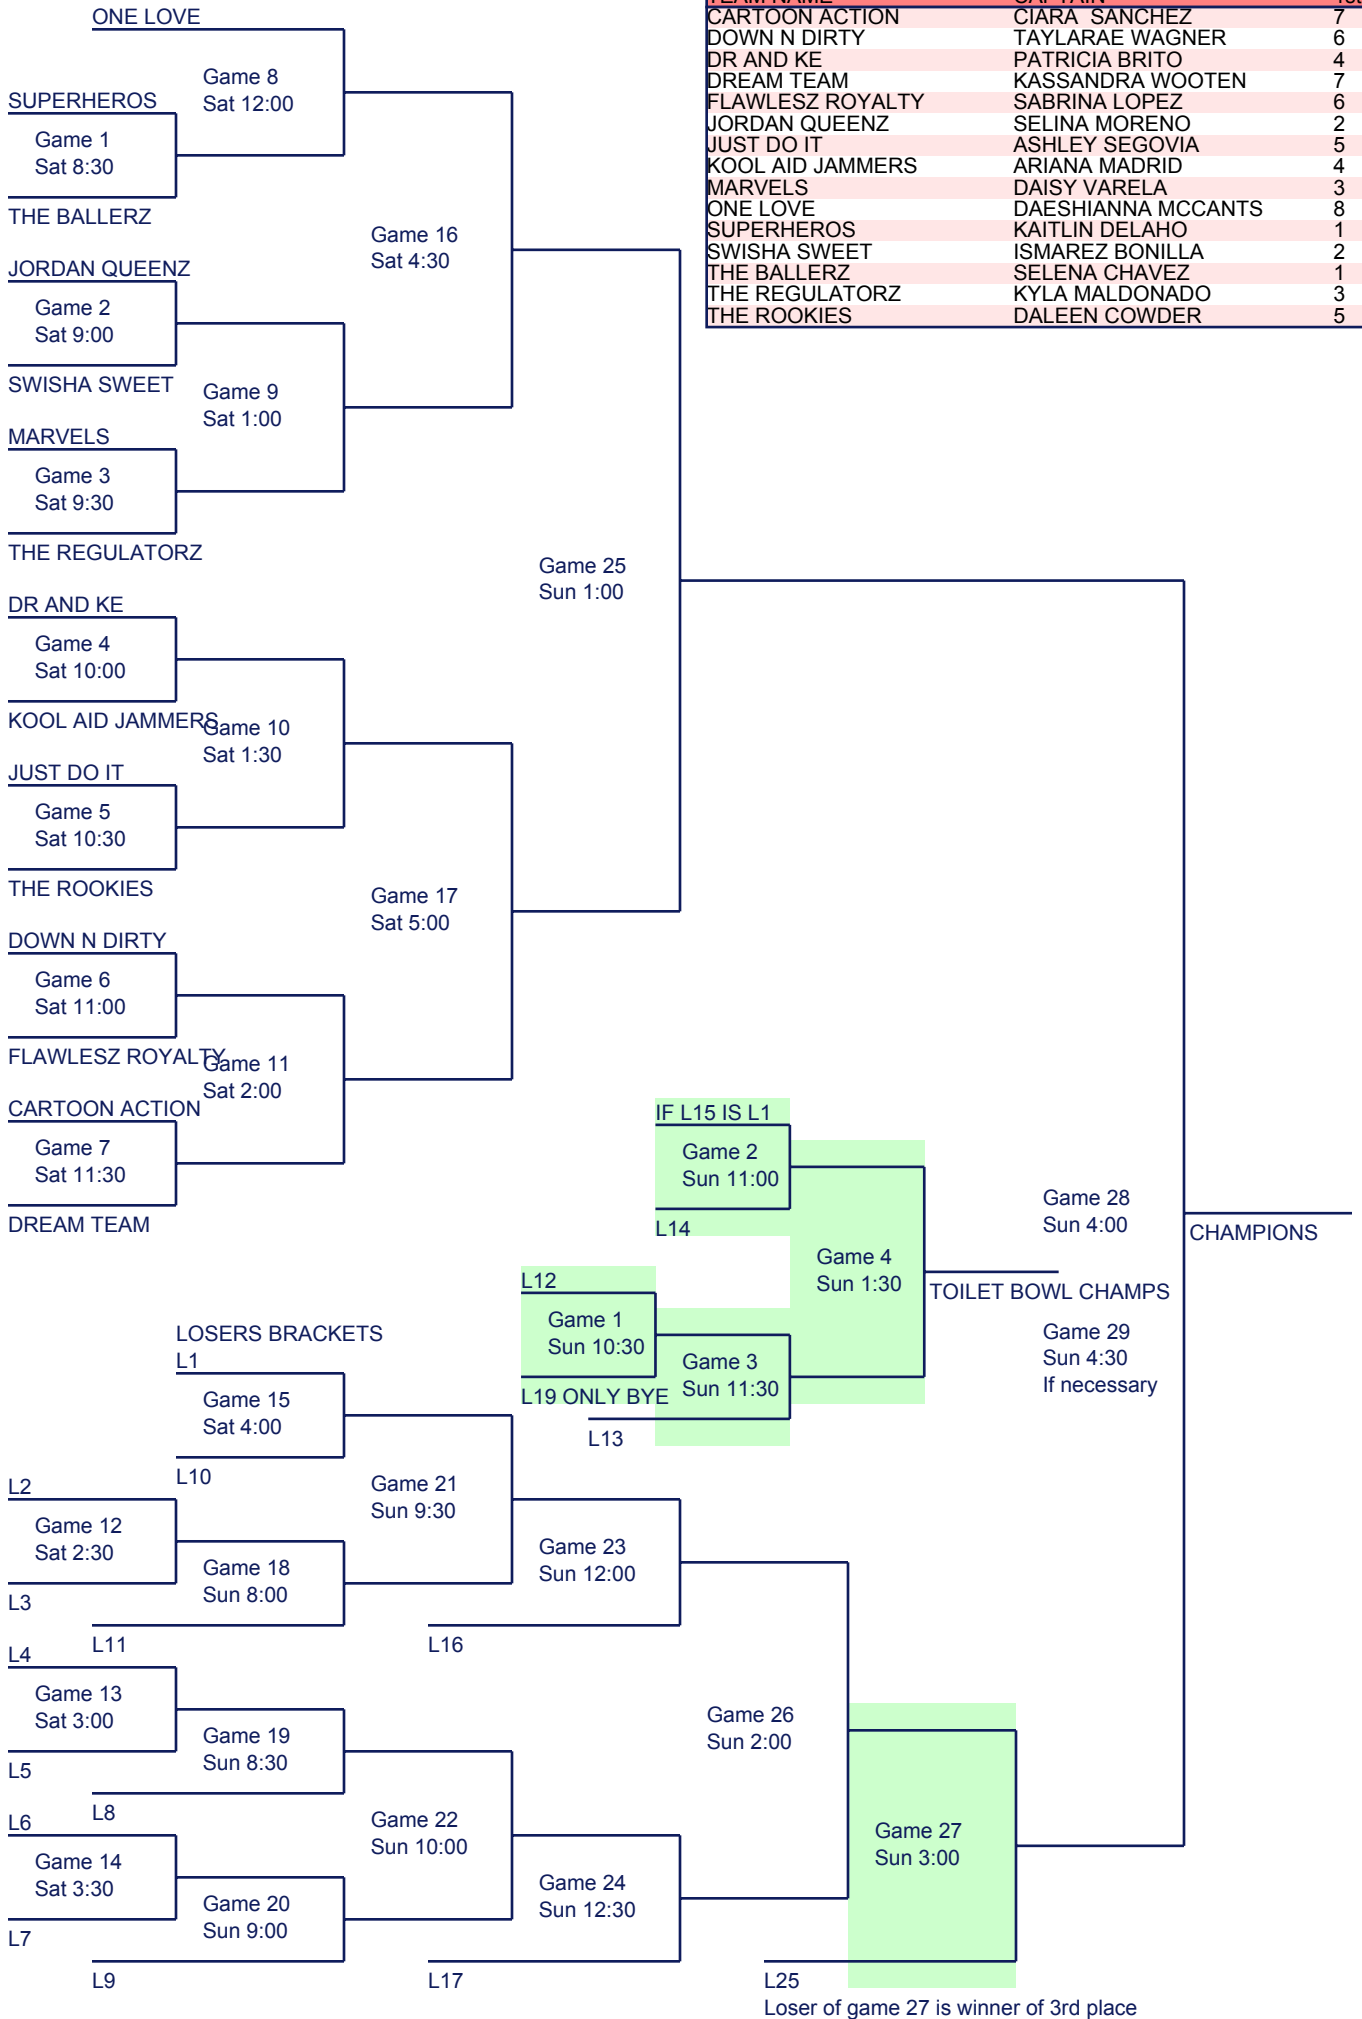 TEAM NAME CAPTAIN
CARTOON ACTION CIARA  SANCHEZ 7
DOWN N DIRTY TAYLARAE WAGNER 6
DR AND KE PATRICIA BRITO 4
DREAM TEAM KASSANDRA WOOTEN 7
FLAWLESZ ROYALTY SABRINA LOPEZ 6
JORDAN QUEENZ SELINA MORENO 2
JUST DO IT ASHLEY SEGOVIA 5
KOOL AID JAMMERS ARIANA MADRID 4
MARVELS DAISY VARELA 3
ONE LOVE DAESHIANNA MCCANTS 8
SUPERHEROS KAITLIN DELAHO 1
SWISHA SWEET ISMAREZ BONILLA 2
THE BALLERZ SELENA CHAVEZ 1
THE REGULATORZ KYLA MALDONADO 3
THE ROOKIES DALEEN COWDER 5
ONE LOVE
Game 8
Sat 12:00
SUPERHEROS
Game 1
Sat 8:30
THE BALLERZ
Game 16
Sat 4:30
JORDAN QUEENZ
Game 2
Sat 9:00
SWISHA SWEET
Game 9
Sat 1:00
MARVELS
Game 3
Sat 9:30
THE REGULATORZ
Game 25
Sun 1:00
DR AND KE
Game 4
Sat 10:00
KOOL AID JAMMERS
Game 10
Sat 1:30
JUST DO IT
Game 5
Sat 10:30
THE ROOKIES
Game 17
Sat 5:00
DOWN N DIRTY
Game 6
Sat 11:00
FLAWLESZ ROYALTY
Game 11
Sat 2:00
CARTOON ACTION
Game 7
Sat 11:30
DREAM TEAM
IF L15 IS L1
Game 2
Sun 11:00
L14
Game 28
Sun 4:00
CHAMPIONS
Game 4
Sun 1:30
L12
TOILET BOWL CHAMPS
Game 1
Sun 10:30
L19 ONLY BYE
Game 3
Sun 11:30
L13
Game 29
Sun 4:30
If necessary
LOSERS BRACKETS
L1
Game 15
Sat 4:00
L10
Game 21
Sun 9:30
L2
Game 12
Sat 2:30
L3
Game 18
Sun 8:00
L11
Game 23
Sun 12:00
L16
L4
Game 13
Sat 3:00
L5
Game 19
Sun 8:30
L8
Game 26
Sun 2:00
L6
Game 14
Sat 3:30
L7
Game 22
Sun 10:00
Game 20
Sun 9:00
L9
Game 24
Sun 12:30
L17
Game 27
Sun 3:00
L25
Loser of game 27 is winner of 3rd place